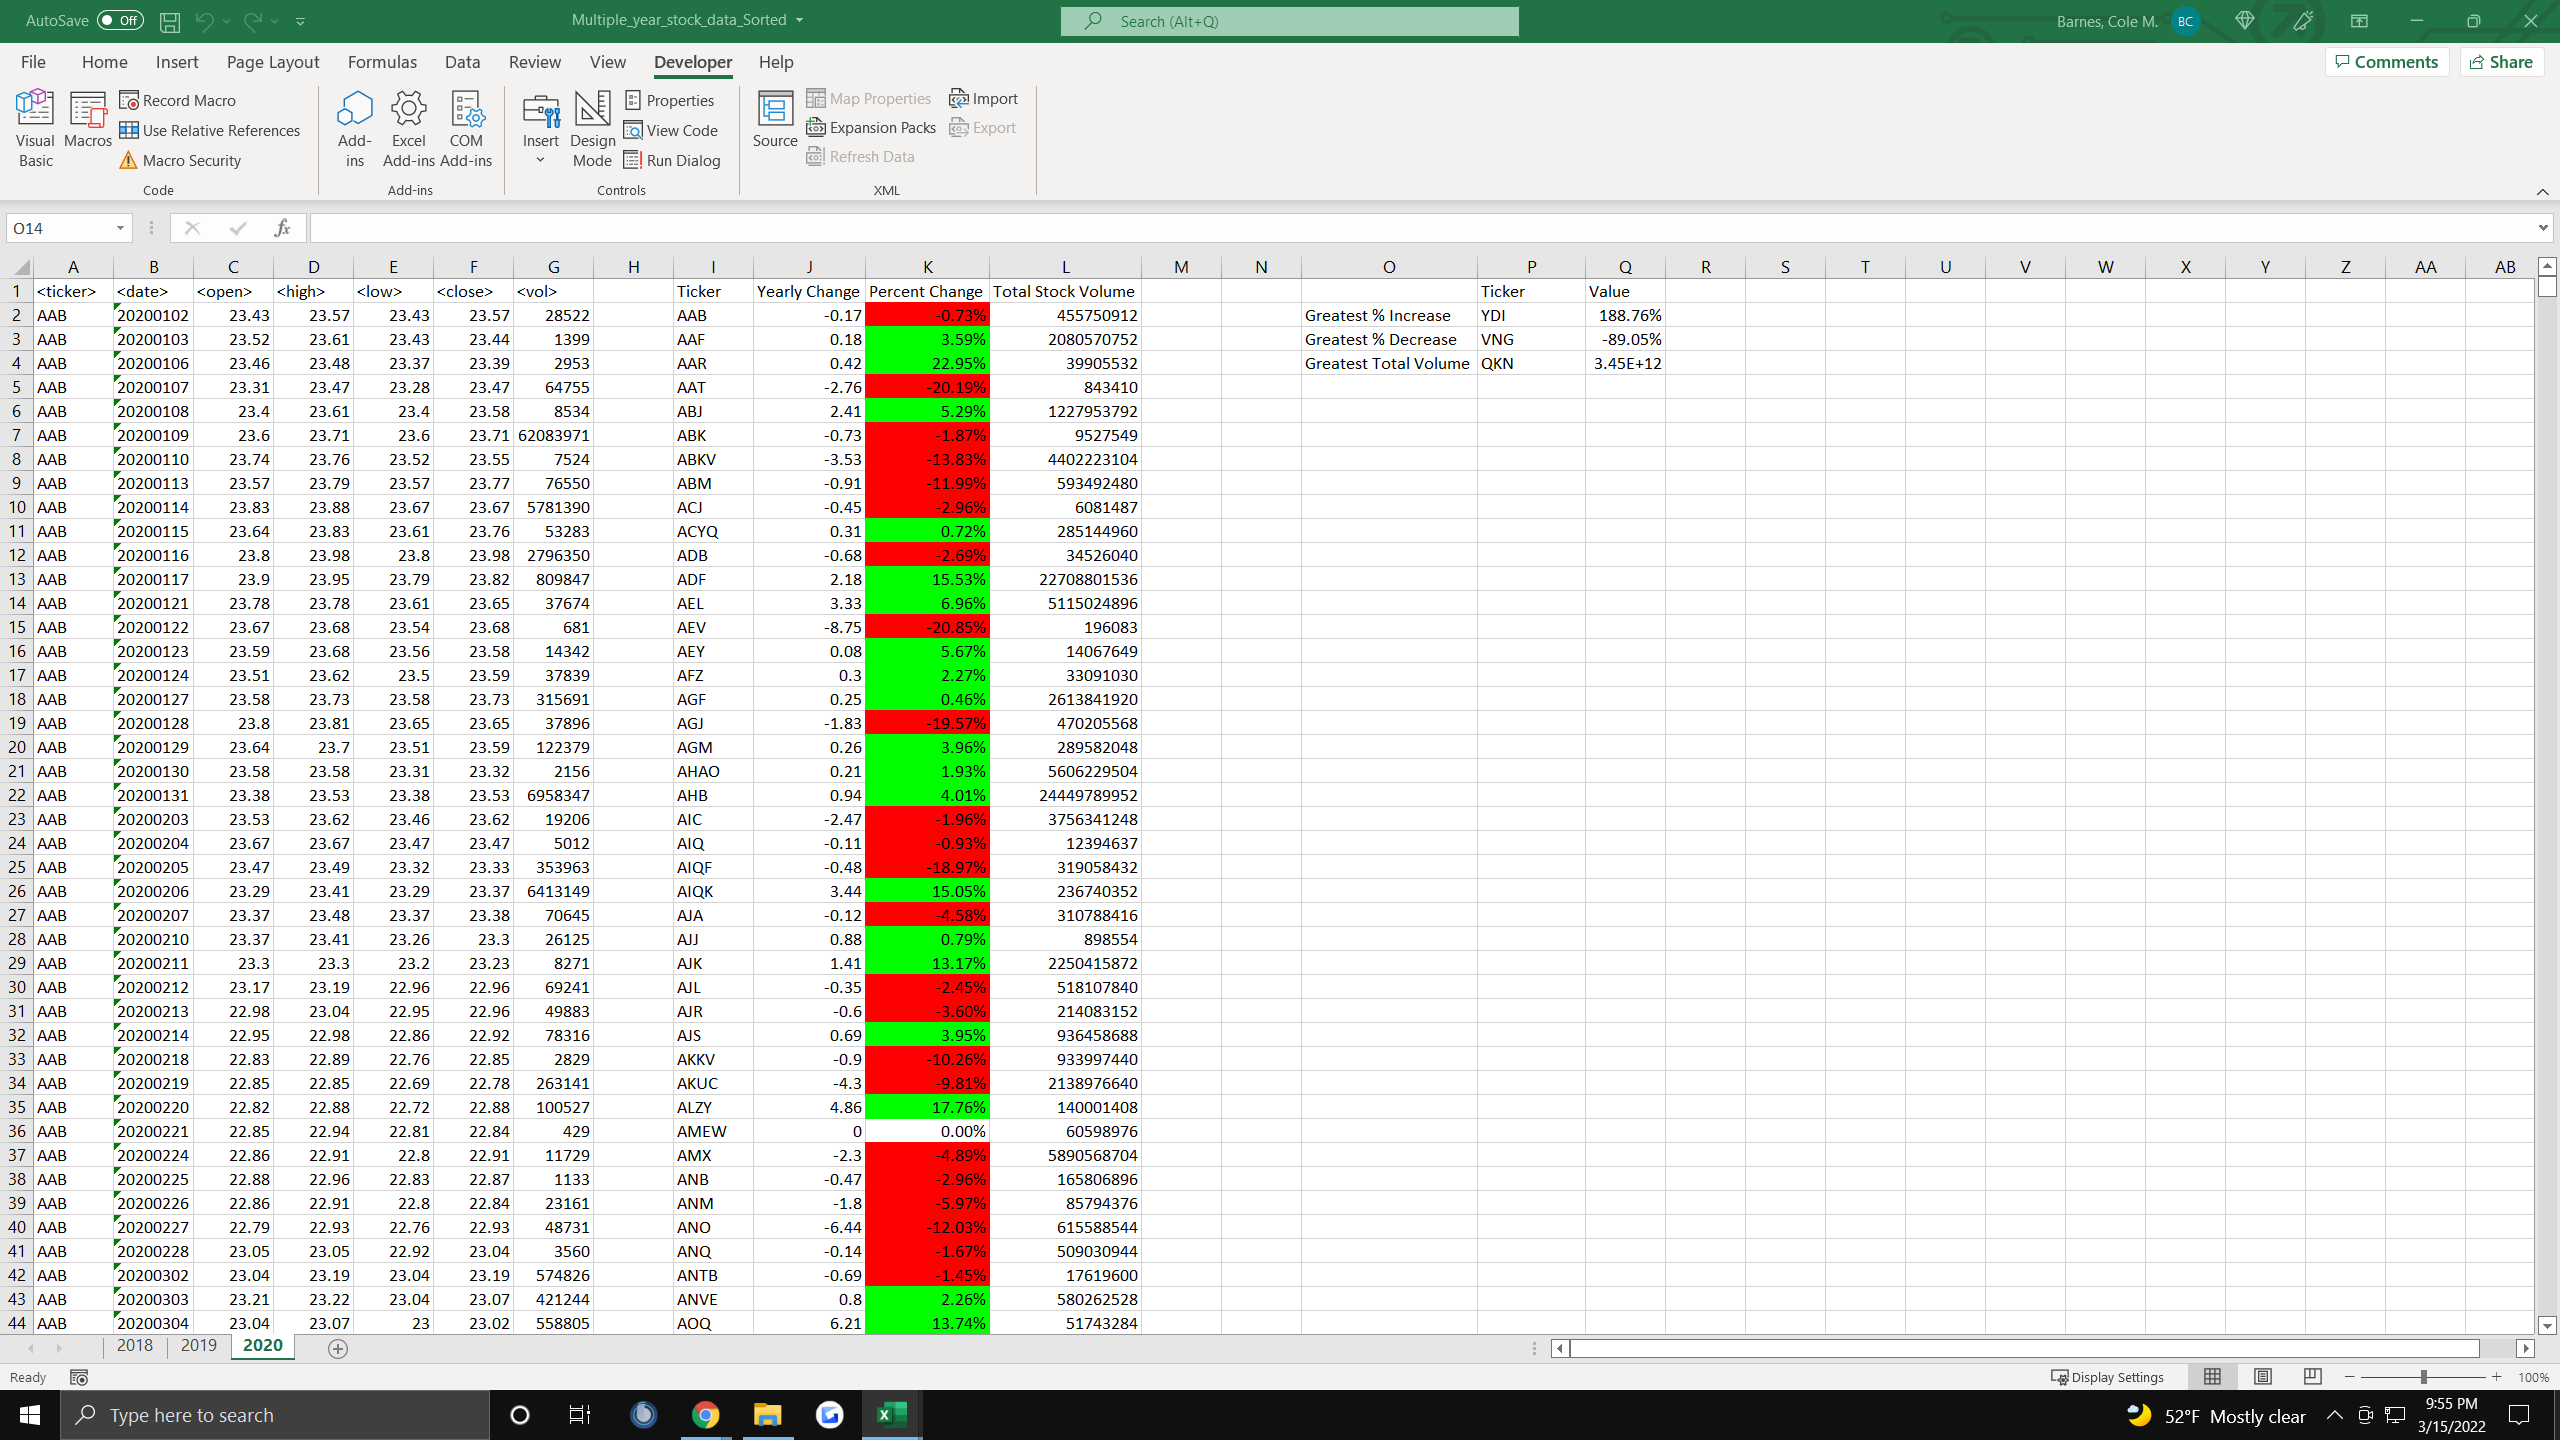 AutoSave Off Multiple_year_stock_data_Sorted Search (Alt+Q) Barnes, Cole M. BC
File Home Insert Page Layout Formulas Data Review View Developer Help Comments Share
Visual Basic Macros Record Macro Use Relative References Macro Security Code
Add-ins Excel Add-ins COM Add-ins Add-ins
Insert Design Mode Properties View Code Run Dialog Controls
Source Map Properties Expansion Packs Refresh Data Import Export XML
O14 fx
A B C D E F G H I J K L M N O P Q R S T U V W X Y Z AA AB
1 <ticker> <date> <open> <high> <low> <close> <vol> Ticker Yearly Change Percent Change Total Stock Volume Ticker Value
2 AAB 20200102 23.43 23.57 23.43 23.57 28522 AAB -0.17 -0.73% 455750912 Greatest % Increase YDI 188.76%
3 AAB 20200103 23.52 23.61 23.43 23.44 1399 AAF 0.18 3.59% 2080570752 Greatest % Decrease VNG -89.05%
4 AAB 20200106 23.46 23.48 23.37 23.39 2953 AAR 0.42 22.95% 39905532 Greatest Total Volume QKN 3.45E+12
5 AAB 20200107 23.31 23.47 23.28 23.47 64755 AAT -2.76 -20.19% 843410
6 AAB 20200108 23.4 23.61 23.4 23.58 8534 ABJ 2.41 5.29% 1227953792
7 AAB 20200109 23.6 23.71 23.6 23.71 62083971 ABK -0.73 -1.87% 9527549
8 AAB 20200110 23.74 23.76 23.52 23.55 7524 ABKV -3.53 -13.83% 4402223104
9 AAB 20200113 23.57 23.79 23.57 23.77 76550 ABM -0.91 -11.99% 593492480
10 AAB 20200114 23.83 23.88 23.67 23.67 5781390 ACJ -0.45 -2.96% 6081487
11 AAB 20200115 23.64 23.83 23.61 23.76 53283 ACYQ 0.31 0.72% 285144960
12 AAB 20200116 23.8 23.98 23.8 23.98 2796350 ADB -0.68 -2.69% 34526040
13 AAB 20200117 23.9 23.95 23.79 23.82 809847 ADF 2.18 15.53% 22708801536
14 AAB 20200121 23.78 23.78 23.61 23.65 37674 AEL 3.33 6.96% 5115024896
15 AAB 20200122 23.67 23.68 23.54 23.68 681 AEV -8.75 -20.85% 196083
16 AAB 20200123 23.59 23.68 23.56 23.58 14342 AEY 0.08 5.67% 14067649
17 AAB 20200124 23.51 23.62 23.5 23.59 37839 AFZ 0.3 2.27% 33091030
18 AAB 20200127 23.58 23.73 23.58 23.73 315691 AGF 0.25 0.46% 2613841920
19 AAB 20200128 23.8 23.81 23.65 23.65 37896 AGJ -1.83 -19.57% 470205568
20 AAB 20200129 23.64 23.7 23.51 23.59 122379 AGM 0.26 3.96% 289582048
21 AAB 20200130 23.58 23.58 23.31 23.32 2156 AHAO 0.21 1.93% 5606229504
22 AAB 20200131 23.38 23.53 23.38 23.53 6958347 AHB 0.94 4.01% 24449789952
23 AAB 20200203 23.53 23.62 23.46 23.62 19206 AIC -2.47 -1.96% 3756341248
24 AAB 20200204 23.67 23.67 23.47 23.47 5012 AIQ -0.11 -0.93% 12394637
25 AAB 20200205 23.47 23.49 23.32 23.33 353963 AIQF -0.48 -18.97% 319058432
26 AAB 20200206 23.29 23.41 23.29 23.37 6413149 AIQK 3.44 15.05% 236740352
27 AAB 20200207 23.37 23.48 23.37 23.38 70645 AJA -0.12 -4.58% 310788416
28 AAB 20200210 23.37 23.41 23.26 23.3 26125 AJJ 0.88 0.79% 898554
29 AAB 20200211 23.3 23.3 23.2 23.23 8271 AJK 1.41 13.17% 2250415872
30 AAB 20200212 23.17 23.19 22.96 22.96 69241 AJL -0.35 -2.45% 518107840
31 AAB 20200213 22.98 23.04 22.95 22.96 49883 AJR -0.6 -3.60% 214083152
32 AAB 20200214 22.95 22.98 22.86 22.92 78316 AJS 0.69 3.95% 936458688
33 AAB 20200218 22.83 22.89 22.76 22.85 2829 AKKV -0.9 -10.26% 933997440
34 AAB 20200219 22.85 22.85 22.69 22.78 263141 AKUC -4.3 -9.81% 2138976640
35 AAB 20200220 22.82 22.88 22.72 22.88 100527 ALZY 4.86 17.76% 140001408
36 AAB 20200221 22.85 22.94 22.81 22.84 429 AMEW 0 0.00% 60598976
37 AAB 20200224 22.86 22.91 22.8 22.91 11729 AMX -2.3 -4.89% 5890568704
38 AAB 20200225 22.88 22.96 22.83 22.87 1133 ANB -0.47 -2.96% 165806896
39 AAB 20200226 22.86 22.91 22.8 22.84 23161 ANM -1.8 -5.97% 85794376
40 AAB 20200227 22.79 22.93 22.76 22.93 48731 ANO -6.44 -12.03% 615588544
41 AAB 20200228 23.05 23.05 22.92 23.04 3560 ANQ -0.14 -1.67% 509030944
42 AAB 20200302 23.04 23.19 23.04 23.19 574826 ANTB -0.69 -1.45% 17619600
43 AAB 20200303 23.21 23.22 23.04 23.07 421244 ANVE 0.8 2.26% 580262528
44 AAB 20200304 23.04 23.07 23 23.02 558805 AOQ 6.21 13.74% 51743284
2018 2019 2020
Ready Display Settings 100%
Type here to search 52°F Mostly clear 9:55 PM
3/15/2022